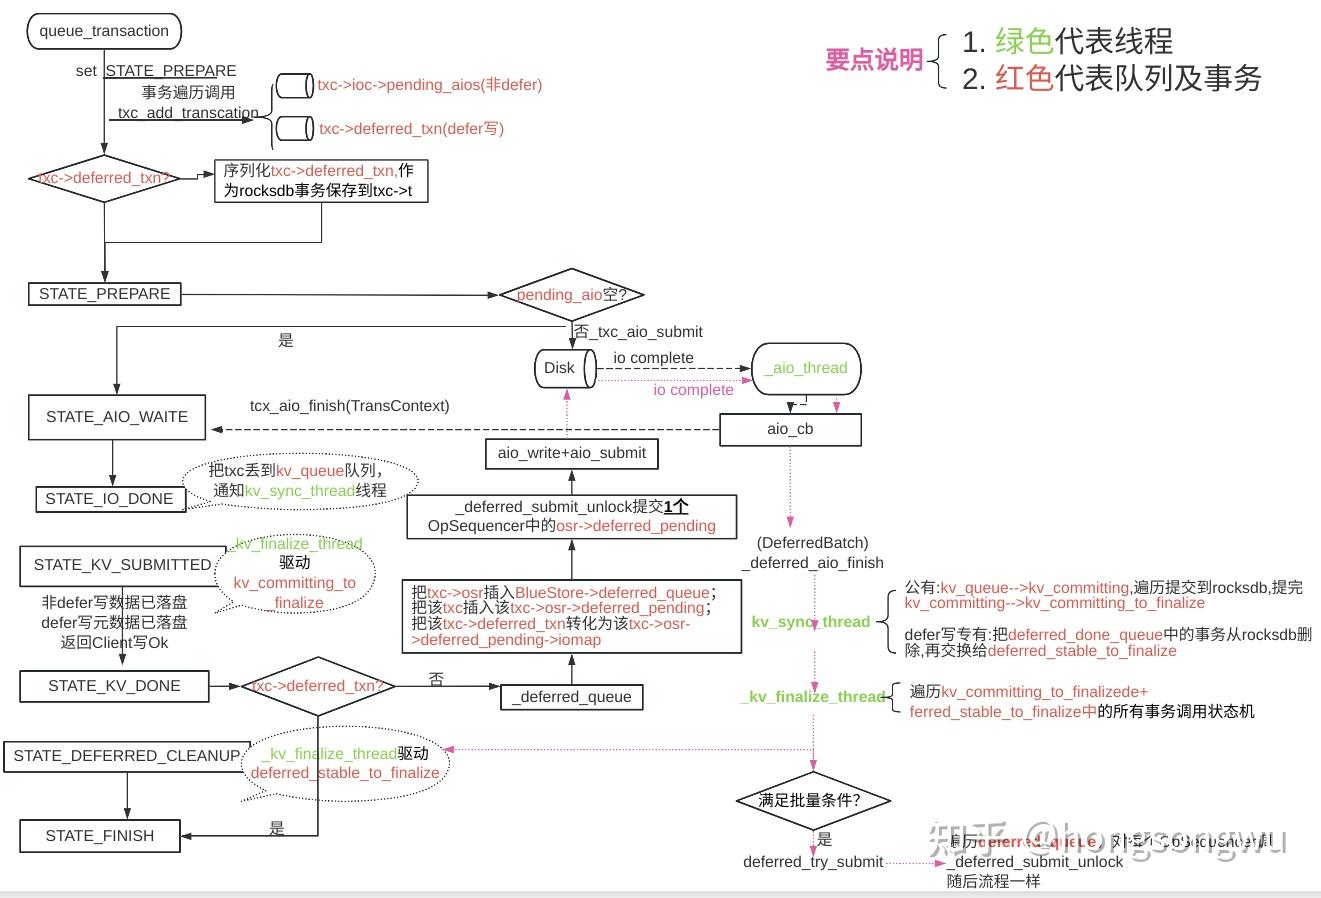 queue_transaction
set STATE_PREPARE
事务遍历调用
txc_add_transcation
txc->ioc->pending_aios(非defer)
txc->deferred_txn(defer写)
要点说明
1. 绿色代表线程
2. 红色代表队列及事务
txc->deferred_txn?
序列化txc->deferred_txn,作
为rocksdb事务保存到txc->t
STATE_PREPARE
pending_aio空?
是
否_txc_aio_submit
Disk
io complete
io complete
_aio_thread
STATE_AIO_WAITE
tcx_aio_finish(TransContext)
aio_cb
aio_write+aio_submit
把txc丢到kv_queue队列，
通知kv_sync_thread线程
STATE_IO_DONE
_deferred_submit_unlock提交1个
OpSequencer中的osr->deferred_pending
(DeferredBatch)
_deferred_aio_finish
STATE_KV_SUBMITTED
_kv_finalize_thread
驱动
kv_committing_to
_finalize
非defer写数据已落盘
defer写元数据已落盘
返回Client写Ok
把txc->osr插入BlueStore->deferred_queue；
把该txc插入该txc->osr->deferred_pending；
把该txc->deferred_txn转化为该txc->osr-
>deferred_pending->iomap
kv_sync_thread
公有:kv_queue-->kv_committing,遍历提交到rocksdb,提完
kv_committing-->kv_committing_to_finalize
defer写专有:把deferred_done_queue中的事务从rocksdb删
除,再交换给deferred_stable_to_finalize
STATE_KV_DONE
txc->deferred_txn?
否
_deferred_queue
_kv_finalize_thread
遍历kv_committing_to_finalizede+
ferred_stable_to_finalize中的所有事务调用状态机
STATE_DEFERRED_CLEANUP
_kv_finalize_thread驱动
deferred_stable_to_finalize
满足批量条件？
STATE_FINISH
是
是
deferred_try_submit
遍历deferred_queue，对每个OpSequencer调
_deferred_submit_unlock
随后流程一样
知乎 @hongsongwu